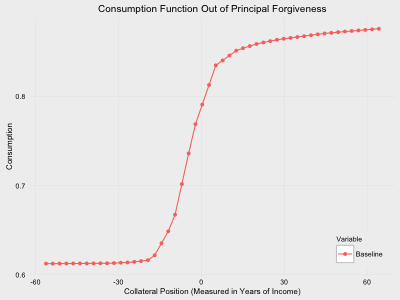 Consumption Function Out of Principal Forgiveness
Consumption
0.8
0.7
0.6
-60
-30
0
30
60
Collateral Position (Measured in Years of Income)
Variable
Baseline